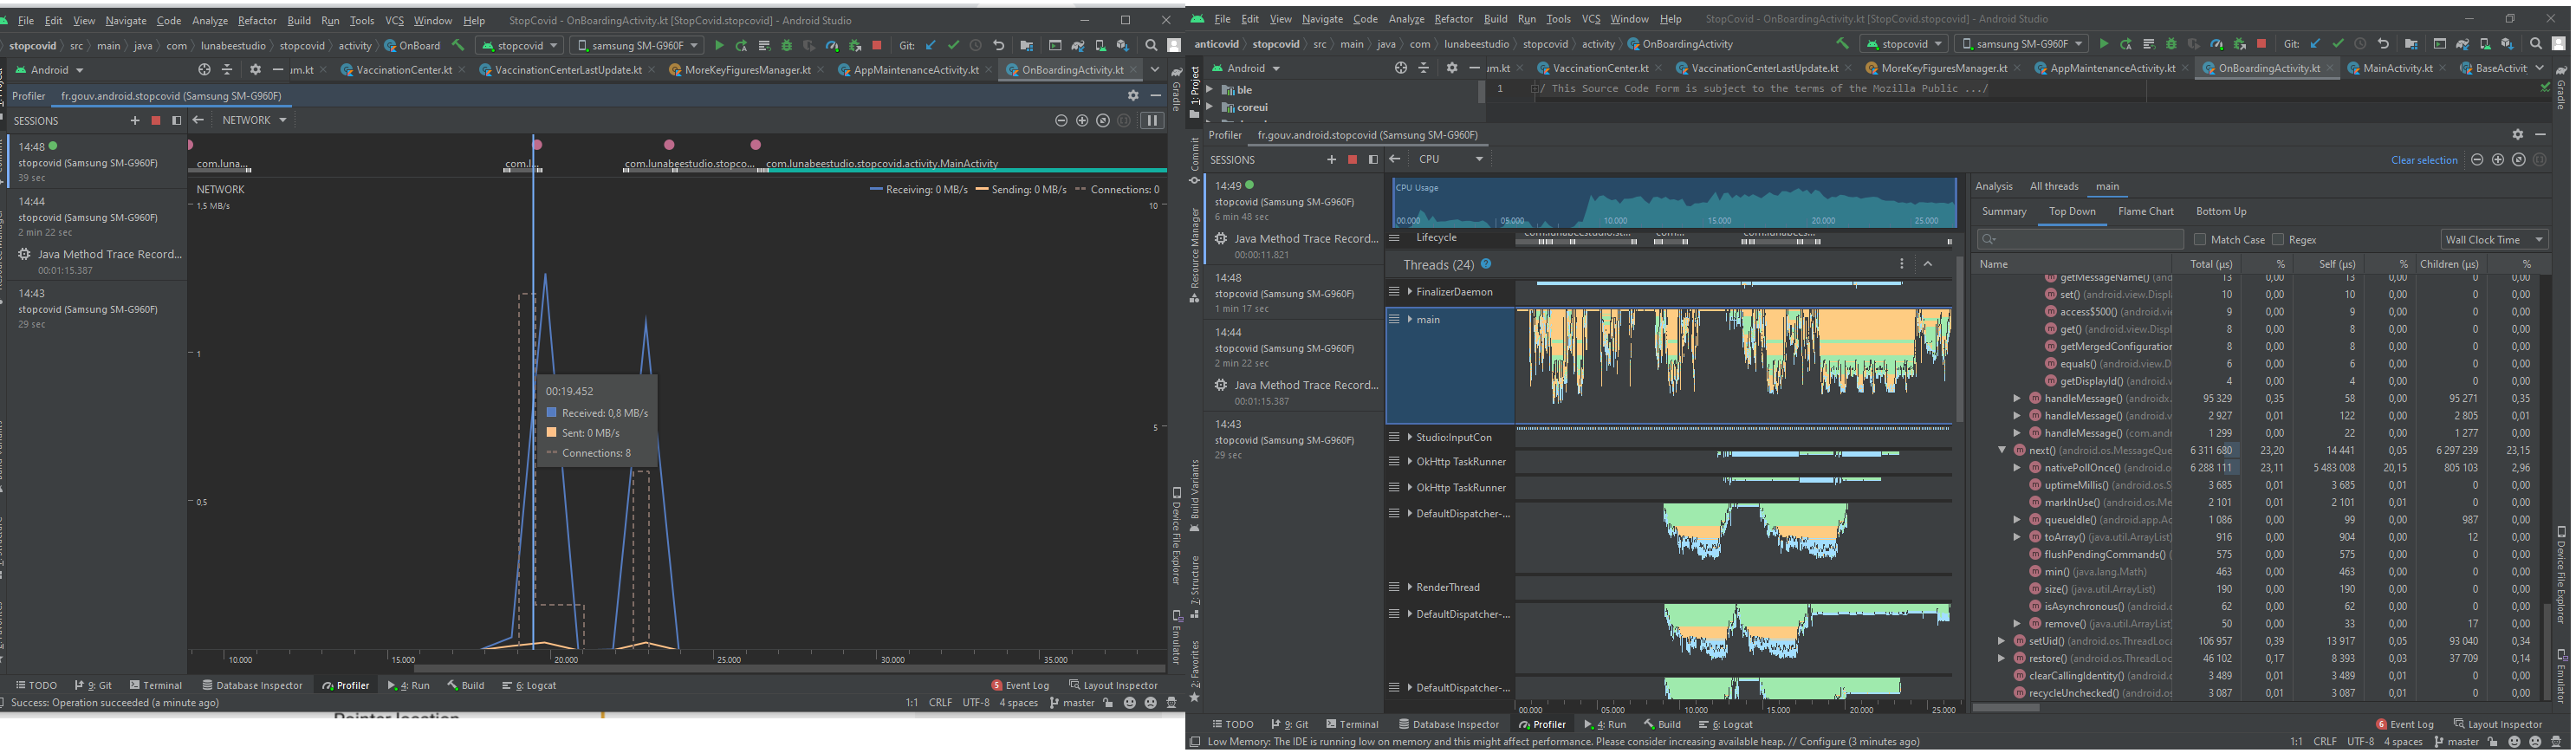 File Edit View Navigate Code Analyze Refactor Build Run Tools VCS Window Help StopCovid - OnBoardingActivity.kt [StopCovid.stopcovid] - Android Studio
stopcovid src main java com lunabeestudio stopcovid activity OnBoard stopcovid samsung SM-G960F Git:
Android um.kt VaccinationCenter.kt VaccinationCenterLastUpdate.kt MoreKeyFiguresManager.kt AppMaintenanceActivity.kt OnBoardingActivity.kt
Profiler fr.gouv.android.stopcovid (Samsung SM-G960F)
SESSIONS NETWORK
14:48
stopcovid (Samsung SM-G960F)
39 sec
14:44
stopcovid (Samsung SM-G960F)
2 min 22 sec
Java Method Trace Record...
00:01:15.387
14:43
stopcovid (Samsung SM-G960F)
29 sec
com.luna... com.l... com.lunabeestudio.stopco... com.lunabeestudio.stopcovid.activity.MainActivity
NETWORK Receiving: 0 MB/s Sending: 0 MB/s Connections: 0
1,5 MB/s 10
1
0,5 5
00:19.452
Received: 0,8 MB/s
Sent: 0 MB/s
Connections: 8
10.000 15.000 20.000 25.000 30.000 35.000
TODO 9: Git Terminal Database Inspector Profiler 4: Run Build 6: Logcat 5 Event Log Layout Inspector
Success: Operation succeeded (a minute ago) 1:1 CRLF UTF-8 4 spaces master
Gradle
Device File Explorer
Emulator
File Edit View Navigate Code Analyze Refactor Build Run Tools VCS Window Help StopCovid - OnBoardingActivity.kt [StopCovid.stopcovid] - Android Studio
anticovid stopcovid src main java com lunabeestudio stopcovid activity OnBoardingActivity stopcovid samsung SM-G960F Git:
Android um.kt VaccinationCenter.kt VaccinationCenterLastUpdate.kt MoreKeyFiguresManager.kt AppMaintenanceActivity.kt OnBoardingActivity.kt MainActivity.kt BaseActivit
ble 1 / This Source Code Form is subject to the terms of the Mozilla Public .../
coreui
Profiler fr.gouv.android.stopcovid (Samsung SM-G960F)
SESSIONS CPU Clear selection
14:49
stopcovid (Samsung SM-G960F)
6 min 48 sec
Java Method Trace Record...
00:00:11.821
14:48
stopcovid (Samsung SM-G960F)
1 min 17 sec
14:44
stopcovid (Samsung SM-G960F)
2 min 22 sec
Java Method Trace Record...
00:01:15.387
14:43
stopcovid (Samsung SM-G960F)
29 sec
1: Project
Commit
Resource Manager
Build Variants
7: Structure
2: Favorites
CPU Usage
00.000 05.000 10.000 15.000 20.000 25.000
Lifecycle
Threads (24)
FinalizerDaemon
main
Studio:InputCon
OkHttp TaskRunner
OkHttp TaskRunner
DefaultDispatcher-...
RenderThread
DefaultDispatcher-...
DefaultDispatcher-...
00.000 05.000 10.000 15.000 20.000 25.000
Analysis All threads main
Summary Top Down Flame Chart Bottom Up
Match Case Regex Wall Clock Time
Name Total (µs) % Self (µs) % Children (µs) %
getMessageName() (and 13 0,00 13 0,00 0 0,00
set() (android.view.Displ 10 0,00 10 0,00 0 0,00
access$500() (android.vi 9 0,00 9 0,00 0 0,00
get() (android.view.Displ 8 0,00 8 0,00 0 0,00
getMergedConfiguration 8 0,00 8 0,00 0 0,00
equals() (android.view.D 6 0,00 6 0,00 0 0,00
getDisplayId() (android.v 4 0,00 4 0,00 0 0,00
handleMessage() (androidx. 95 329 0,35 58 0,00 95 271 0,35
handleMessage() (android.v 2 927 0,01 122 0,00 2 805 0,01
handleMessage() (com.andr 1 299 0,00 22 0,00 1 277 0,00
next() (android.os.MessageQue 6 311 680 23,20 14 441 0,05 6 297 239 23,15
nativePollOnce() (android.o 6 288 111 23,11 5 483 008 20,15 805 103 2,96
uptimeMillis() (android.os.S 3 685 0,01 3 685 0,01 0 0,00
markInUse() (android.os.Me 2 101 0,01 2 101 0,01 0 0,00
queueIdle() (android.app.Ac 1 086 0,00 99 0,00 987 0,00
toArray() (java.util.ArrayList) 916 0,00 904 0,00 12 0,00
flushPendingCommands() ( 575 0,00 575 0,00 0 0,00
min() (java.lang.Math) 463 0,00 463 0,00 0 0,00
size() (java.util.ArrayList) 190 0,00 190 0,00 0 0,00
isAsynchronous() (android.c 62 0,00 62 0,00 0 0,00
remove() (java.util.ArrayList) 50 0,00 33 0,00 17 0,00
setUid() (android.os.ThreadLoca 106 957 0,39 13 917 0,05 93 040 0,34
restore() (android.os.ThreadLoc 46 102 0,17 8 393 0,03 37 709 0,14
clearCallingIdentity() (android.os 3 489 0,01 3 489 0,01 0 0,00
recycleUnchecked() (android.os 3 087 0,01 3 087 0,01 0 0,00
TODO 9: Git Terminal Database Inspector Profiler 4: Run Build 6: Logcat 6 Event Log Layout Inspector
Low Memory: The IDE is running low on memory and this might affect performance. Please consider increasing available heap. // Configure (3 minutes ago) 1:1 CRLF UTF-8 4 spaces master
Gradle
Device File Explorer
Emulator